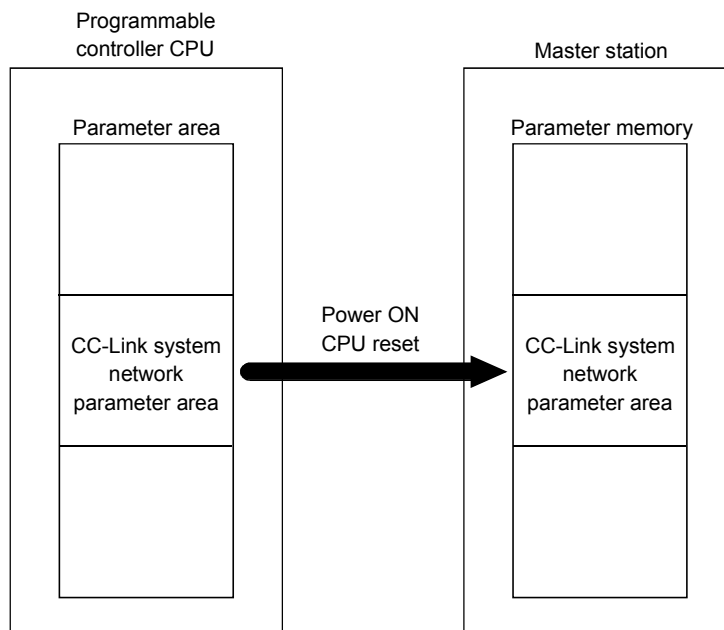 Programmable
controller CPU
Master station
Parameter area
Parameter memory
CC-Link system
network
parameter area
Power ON
CPU reset
CC-Link system
network
parameter area